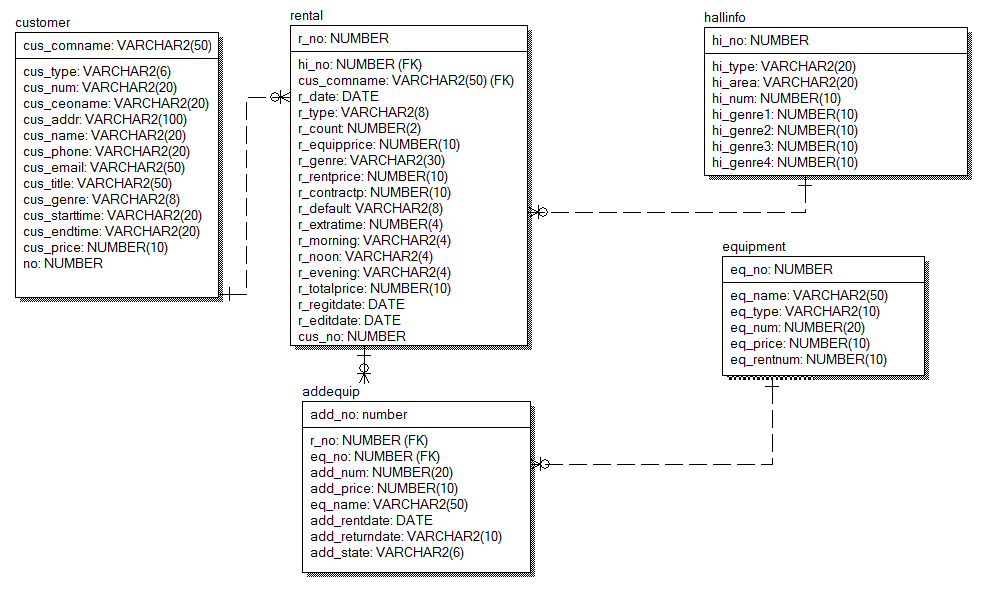 customer
cus_comname: VARCHAR2(50)
cus_type: VARCHAR2(6)
cus_num: VARCHAR2(20)
cus_ceoname: VARCHAR2(20)
cus_addr: VARCHAR2(100)
cus_name: VARCHAR2(20)
cus_phone: VARCHAR2(20)
cus_email: VARCHAR2(50)
cus_title: VARCHAR2(50)
cus_genre: VARCHAR2(8)
cus_starttime: VARCHAR2(20)
cus_endtime: VARCHAR2(20)
cus_price: NUMBER(10)
no: NUMBER
rental
r_no: NUMBER
hi_no: NUMBER (FK)
cus_comname: VARCHAR2(50) (FK)
r_date: DATE
r_type: VARCHAR2(8)
r_count: NUMBER(2)
r_equipprice: NUMBER(10)
r_genre: VARCHAR2(30)
r_rentprice: NUMBER(10)
r_contractp: NUMBER(10)
r_default: VARCHAR2(8)
r_extratime: NUMBER(4)
r_morning: VARCHAR2(4)
r_noon: VARCHAR2(4)
r_evening: VARCHAR2(4)
r_totalprice: NUMBER(10)
r_regitdate: DATE
r_editdate: DATE
cus_no: NUMBER
hallinfo
hi_no: NUMBER
hi_type: VARCHAR2(20)
hi_area: VARCHAR2(20)
hi_num: NUMBER(10)
hi_genre1: NUMBER(10)
hi_genre2: NUMBER(10)
hi_genre3: NUMBER(10)
hi_genre4: NUMBER(10)
equipment
eq_no: NUMBER
eq_name: VARCHAR2(50)
eq_type: VARCHAR2(10)
eq_num: NUMBER(20)
eq_price: NUMBER(10)
eq_rentnum: NUMBER(10)
addequip
add_no: number
r_no: NUMBER (FK)
eq_no: NUMBER (FK)
add_num: NUMBER(20)
add_price: NUMBER(10)
eq_name: VARCHAR2(50)
add_rentdate: DATE
add_returndate: VARCHAR2(10)
add_state: VARCHAR2(6)